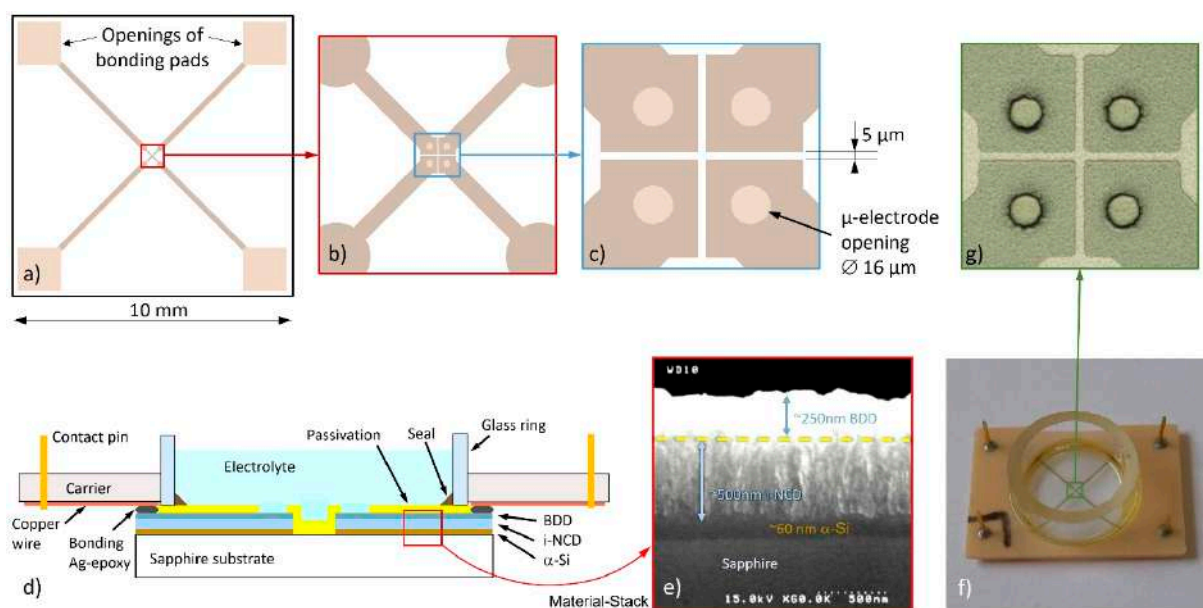 Openings of
bonding pads
a)
10 mm
b)
c)
5 μm
μ-electrode
opening
∅ 16 μm
g)
Contact pin
Passivation
Seal
Glass ring
Electrolyte
Carrier
Copper
wire
Bonding
Ag-epoxy
BDD
i-NCD
α-Si
Sapphire substrate
d)
Material-Stack
WD10
~250nm BDD
~500nm i-NCD
~60 nm α-Si
Sapphire
e)
15.0kV X60.0K 500nm
f)